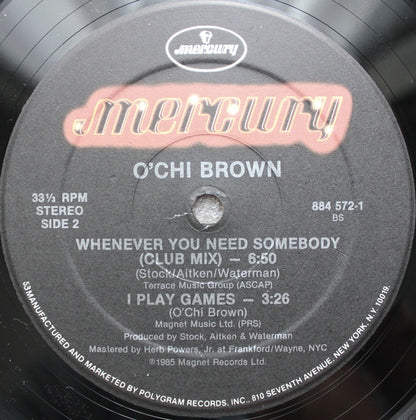 mercury
mercury
O'CHI BROWN
33⅓ RPM
STEREO
SIDE 2
884 572-1
BS
WHENEVER YOU NEED SOMEBODY
(CLUB MIX) — 6:50
(Stock/Aitken/Waterman)
Terrace Music Group (ASCAP)
I PLAY GAMES — 3:26
(O'Chi Brown)
Magnet Music Ltd. (PRS)
Produced by Stock, Aitken & Waterman
Mastered by Herb Powers, Jr. at Frankford/Wayne, NYC
©1985 Magnet Records Ltd.
53 MANUFACTURED AND MARKETED BY POLYGRAM RECORDS, INC., 810 SEVENTH AVENUE, NEW YORK, N.Y. 10019.